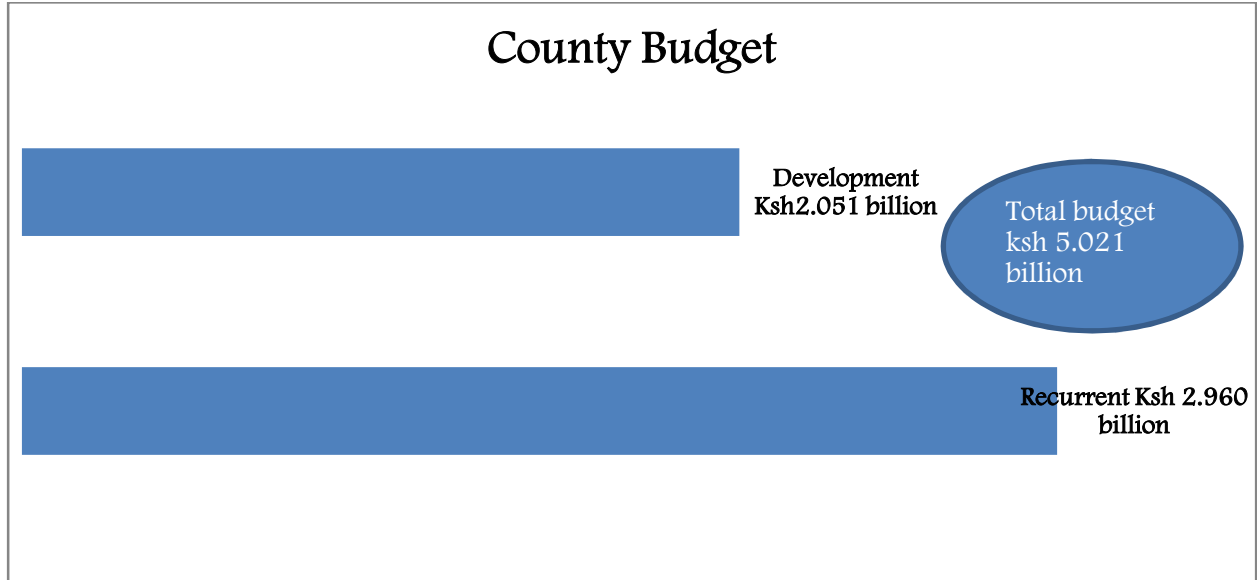 County Budget
Development
Ksh2.051 billion
Total budget
ksh 5.021
billion
Recurrent Ksh 2.960
billion